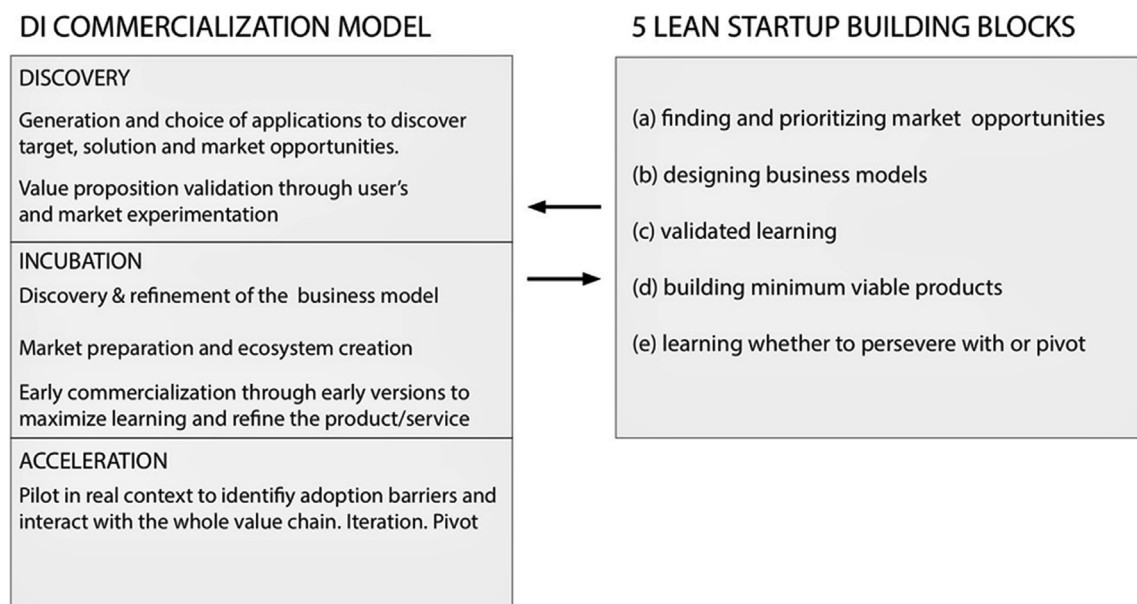 DI COMMERCIALIZATION MODEL
DISCOVERY
Generation and choice of applications to discover
target, solution and market opportunities.
Value proposition validation through user's
and market experimentation
INCUBATION
Discovery & refinement of the business model
Market preparation and ecosystem creation
Early commercialization through early versions to
maximize learning and refine the product/service
ACCELERATION
Pilot in real context to identifiy adoption barriers and
interact with the whole value chain. Iteration. Pivot
5 LEAN STARTUP BUILDING BLOCKS
(a) finding and prioritizing market opportunities
(b) designing business models
(c) validated learning
(d) building minimum viable products
(e) learning whether to persevere with or pivot